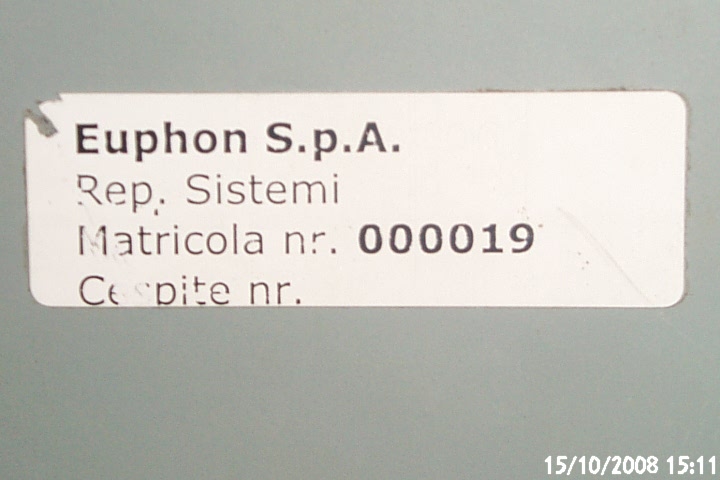 Euphon S.p.A.
Rep. Sistemi
Matricola nr. 000019
Cespite nr.
15/10/2008 15:11